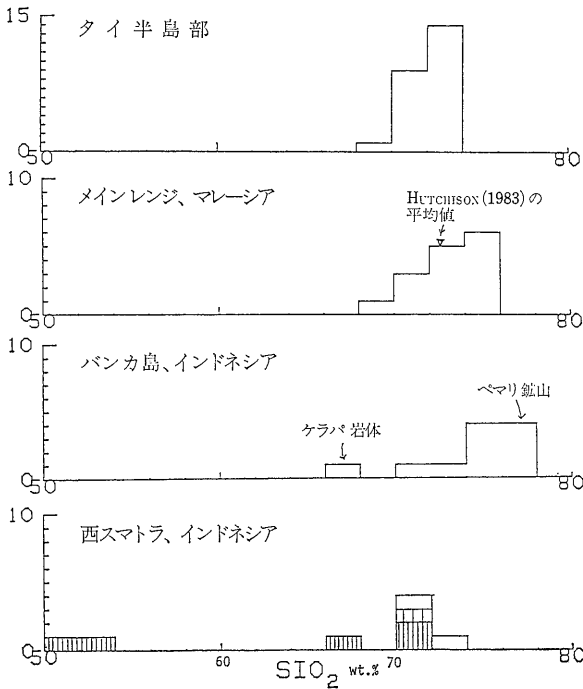 15
タイ半島部
0
50
80
10
メインレンジ、マレーシア
HUTCHISON(1983)の
平均値
0
50
80
10
バンカ島、インドネシア
ペマリ鉱山
ケラパ岩体
0
50
80
10
西スマトラ、インドネシア
0
50
60
SIO2 wt.%
70
80